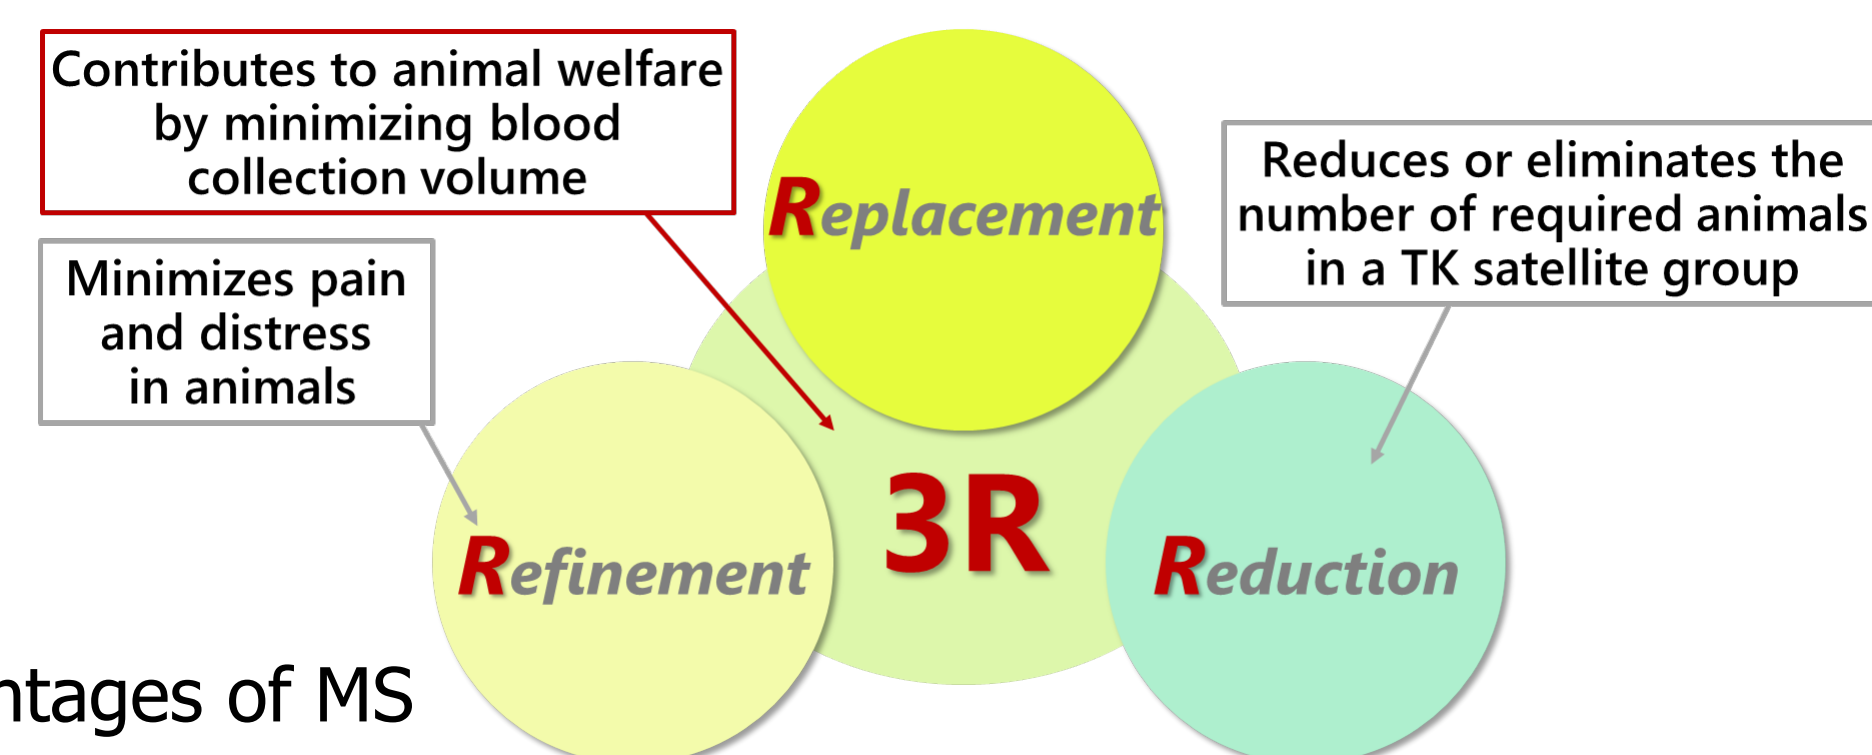 Contributes to animal welfare
by minimizing blood
collection volume
Minimizes pain
and distress
in animals
Replacement
Reduces or eliminates the
number of required animals
in a TK satellite group
3R
Refinement
Reduction
of MS